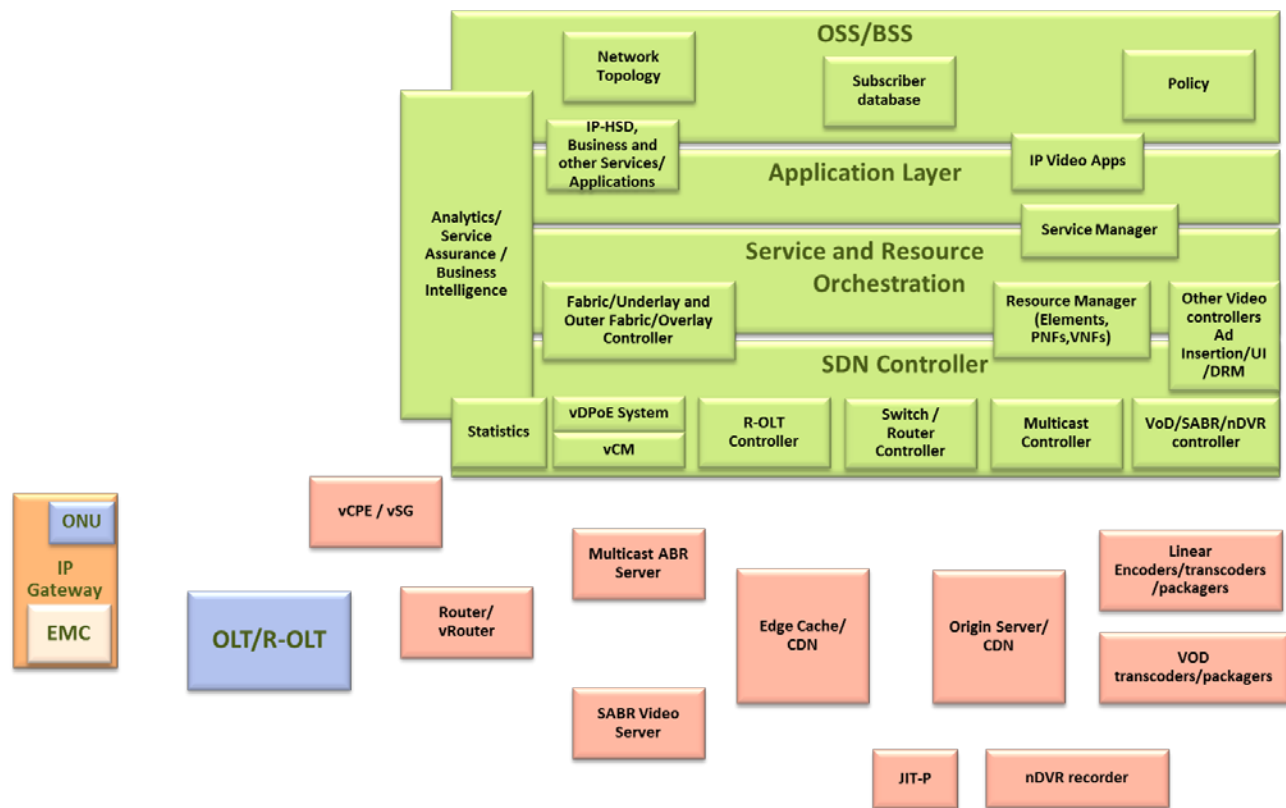 OSS/BSS
Network
Topology
Subscriber
database
Policy
IP-HSD,
Business and
other Services/
Applications
Application Layer
IP Video Apps
Analytics/
Service
Assurance /
Business
Intelligence
Service Manager
Service and Resource
Orchestration
Fabric/Underlay and
Outer Fabric/Overlay
Controller
Resource Manager
(Elements,
PNFs,VNFs)
Other Video
controllers
Ad
Insertion/UI
/DRM
SDN Controller
Statistics
vDPoE System
vCM
R-OLT
Controller
Switch /
Router
Controller
Multicast
Controller
VoD/SABR/nDVR
controller
ONU
IP
Gateway
EMC
OLT/R-OLT
vCPE / vSG
Router/
vRouter
Multicast ABR
Server
SABR Video
Server
Edge Cache/
CDN
Origin Server/
CDN
Linear
Encoders/transcoders
/packagers
VOD
transcoders/packagers
JIT-P
nDVR recorder